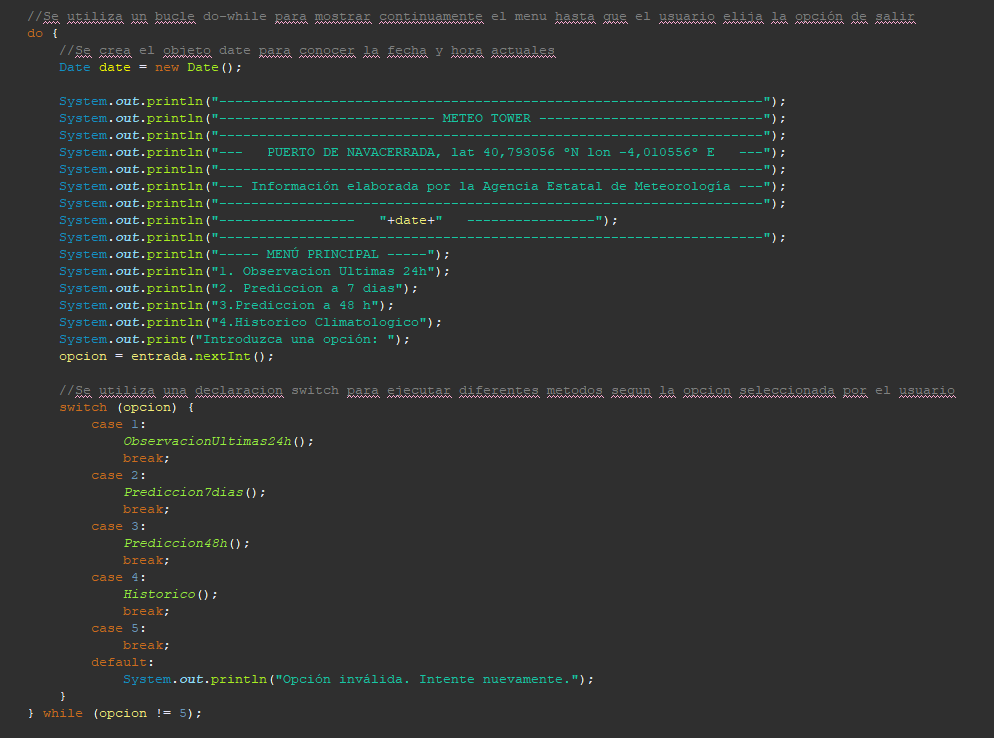 //Se utiliza un bucle do-while para mostrar continuamente el menu hasta que el usuario elija la opción de salir
do {
//Se crea el objeto date para conocer la fecha y hora actuales
Date date = new Date();
System.out.println("--------------------------------------------------------------------");
System.out.println("--------------------------- METEO TOWER ----------------------------");
System.out.println("--------------------------------------------------------------------");
System.out.println("---   PUERTO DE NAVACERRADA, lat 40,793056 ºN lon -4,010556° E   ---");
System.out.println("--------------------------------------------------------------------");
System.out.println("--- Información elaborada por la Agencia Estatal de Meteorología ---");
System.out.println("--------------------------------------------------------------------");
System.out.println("-----------------   "+date+"   ----------------");
System.out.println("--------------------------------------------------------------------");
System.out.println("----- MENÚ PRINCIPAL -----");
System.out.println("1. Observacion Ultimas 24h");
System.out.println("2. Prediccion a 7 dias");
System.out.println("3.Prediccion a 48 h");
System.out.println("4.Historico Climatologico");
System.out.print("Introduzca una opción: ");
opcion = entrada.nextInt();
//Se utiliza una declaracion switch para ejecutar diferentes metodos segun la opcion seleccionada por el usuario
switch (opcion) {
case 1:
ObservacionUltimas24h();
break;
case 2:
Prediccion7dias();
break;
case 3:
Prediccion48h();
break;
case 4:
Historico();
break;
case 5:
break;
default:
System.out.println("Opción inválida. Intente nuevamente.");
}
} while (opcion != 5);